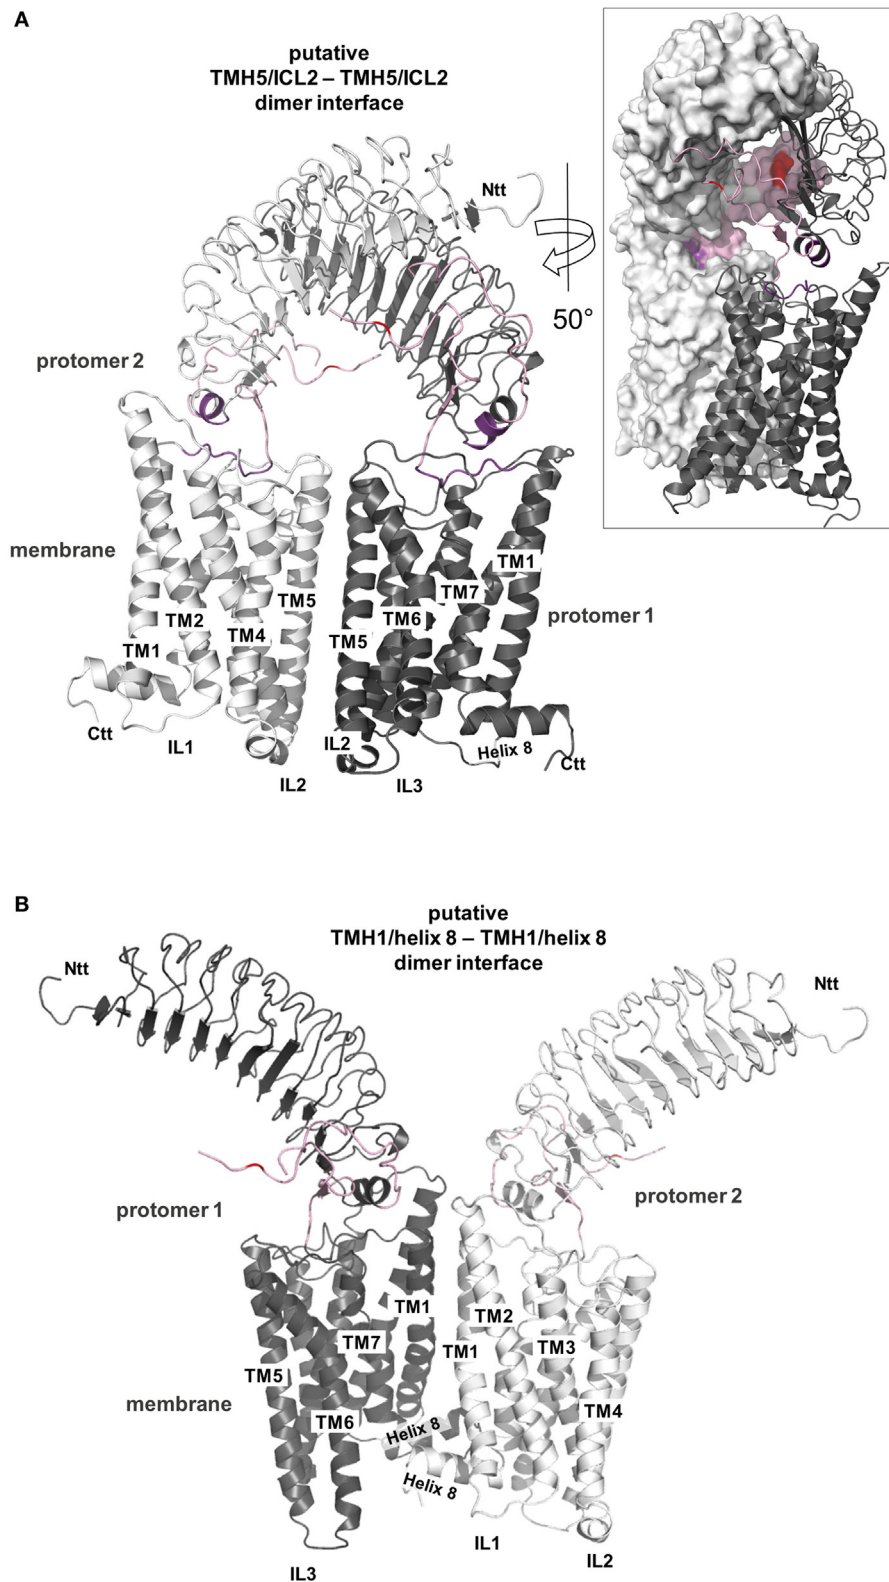 A
putative
TMH5/ICL2 – TMH5/ICL2
dimer interface
Ntt
50°
protomer 2
membrane
TM1
TM2
TM4
TM5
TM5
TM6
TM7
TM1
protomer 1
Ctt
IL1
IL2
IL2
IL3
Helix 8
Ctt
B
putative
TMH1/helix 8 – TMH1/helix 8
dimer interface
Ntt
Ntt
protomer 1
protomer 2
membrane
TM5
TM6
TM7
TM1
TM1
TM2
TM3
TM4
Helix 8
Helix 8
IL3
IL1
IL2